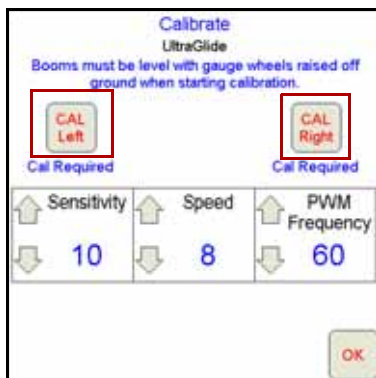 Calibrate
UltraGlide
Booms must be level with gauge wheels raised off
ground when starting calibration.
CAL
Left
CAL
Right
Cal Required
Cal Required
Sensitivity
Speed
PWM
Frequency
10
8
60
OK